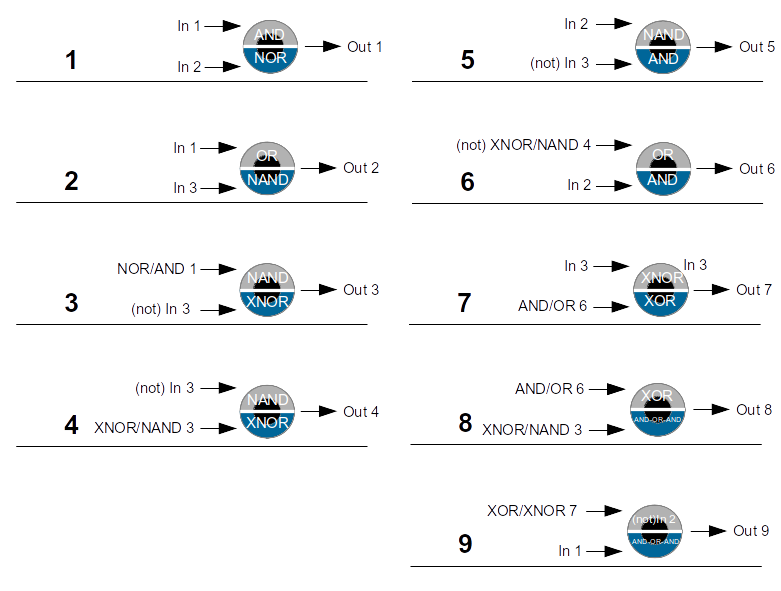 In 1
AND
1
Out 1
NOR
In 2
In 1
OR
2
Out 2
In 3
NAND
NOR/AND 1
NAND
3
Out 3
(not) In 3
XNOR
(not) In 3
NAND
4
Out 4
XNOR/NAND 3
XNOR
In 2
NAND
5
Out 5
(not) In 3
AND
(not) XNOR/NAND 4
OR
6
Out 6
In 2
AND
In 3
XNOR
In 3
7
Out 7
AND/OR 6
XOR
AND/OR 6
XOR
8
Out 8
XNOR/NAND 3
AND-OR-AND
XOR/XNOR 7
(not)In 2
9
Out 9
In 1
AND-OR-AND